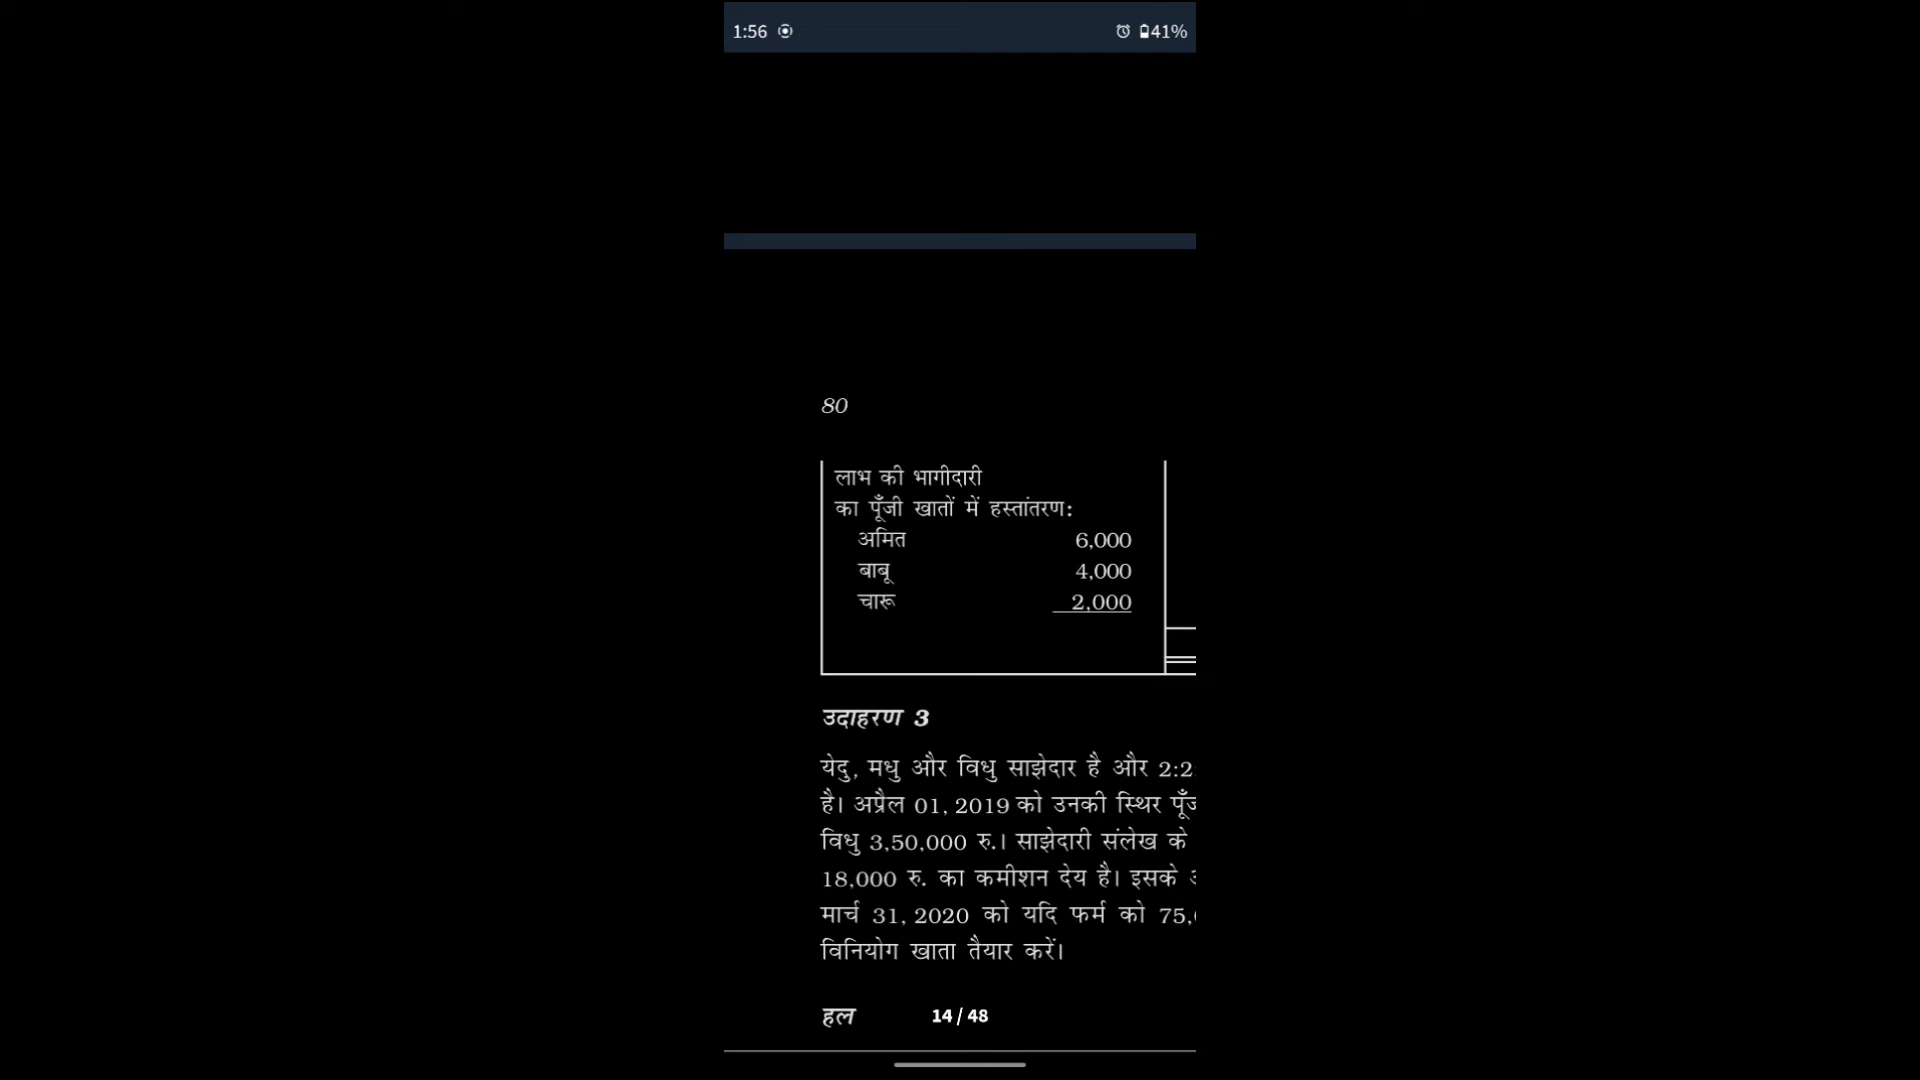 1:56 41%
80
लाभ की भागीदारी
का पूँजी खातों में हस्तांतरण:
अमित 6,000
बाबू 4,000
चारू 2,000
उदाहरण 3
येदु, मधु और विधु साझेदार है और 2:2
है। अप्रैल 01, 2019 को उनकी स्थिर
विधु 3,50,000 रु.। साझेदारी संलेख के
18,000 रु. का कमीशन देय है। इसके
मार्च 31, 2020 को यदि फर्म को 75,
विनियोग खाता तैयार करें।
हल 14 / 48